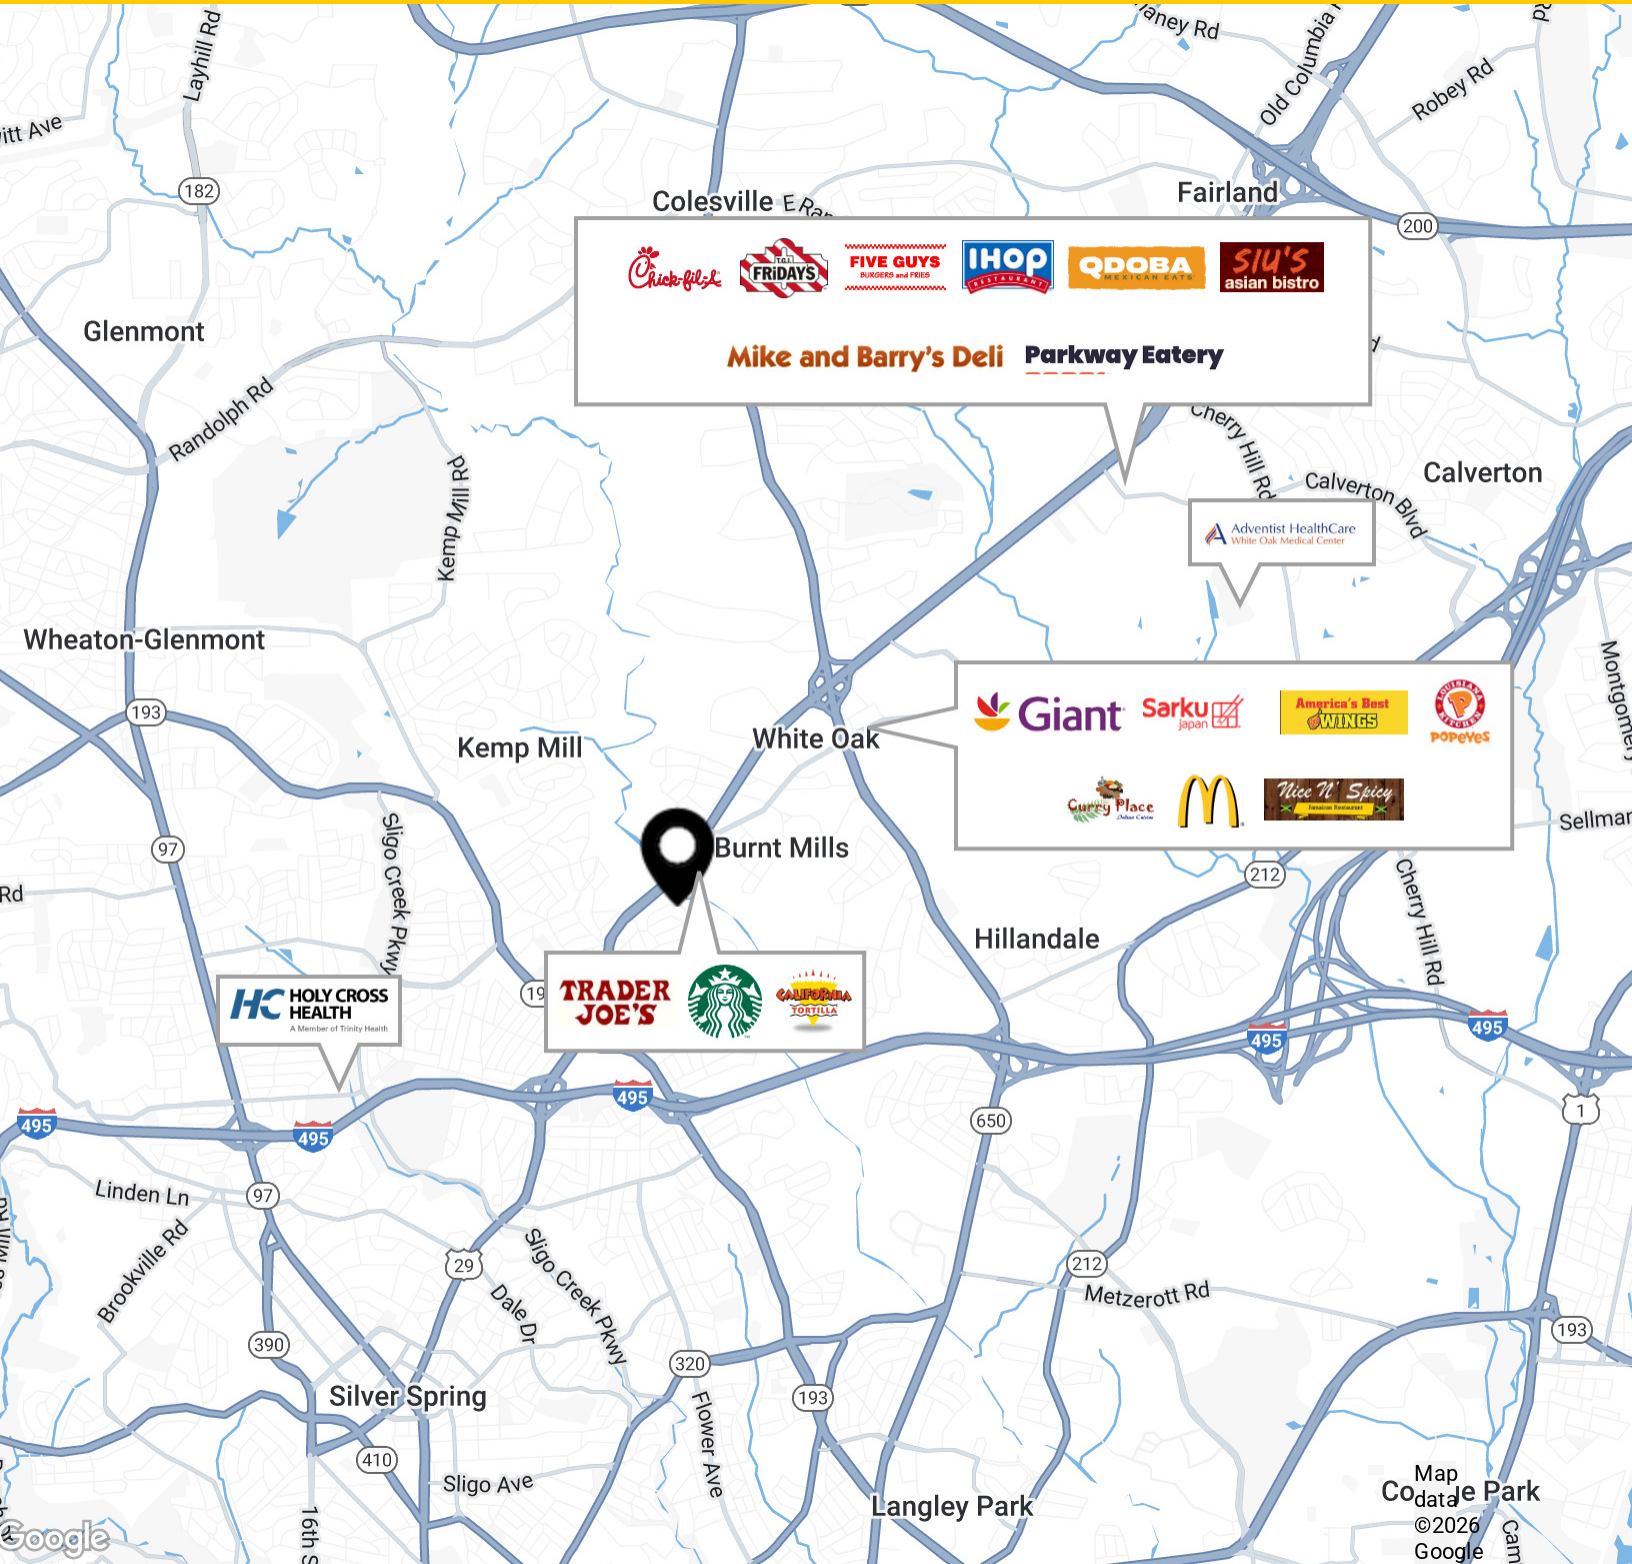 Layhill Rd
Old Columbia
Robey Rd
182
Colesville
Fairland
200
Chick-fil-A
T.G.I.
FRiDAY'S
FIVE GUYS
BURGERS and FRIES
IHOP
RESTAURANT
QDOBA
MEXICAN EATS
SIU'S
asian bistro
Glenmont
Mike and Barry's Deli
Parkway Eatery
Randolph Rd
Kemp Mill Rd
Cherry Hill Rd
Calverton Blvd
Calverton
Adventist HealthCare
White Oak Medical Center
Wheaton-Glenmont
193
Kemp Mill
White Oak
Giant
Sarku
japan
America's Best
WINGS
LOUISIANA
KITCHEN
POPEYES
Curry Place
Indian Cuisine
Nice N' Spicy
Jamaican Restaurant
97
Sligo Creek Pkwy
Burnt Mills
212
Cherry Hill Rd
Rd
Hillandale
HC
HOLY CROSS
HEALTH
A Member of Trinity Health
19
TRADER
JOE'S
CALIFORNIA
TORTILLA
495
495
495
495
495
650
1
Linden Ln
97
Brookville Rd
29
Sligo Creek Pkwy
Dale Dr
212
Metzerott Rd
390
193
320
193
Silver Spring
Flower Ave
410
Sligo Ave
16th S
Langley Park
Park
Map
data
©2026
Google
Google